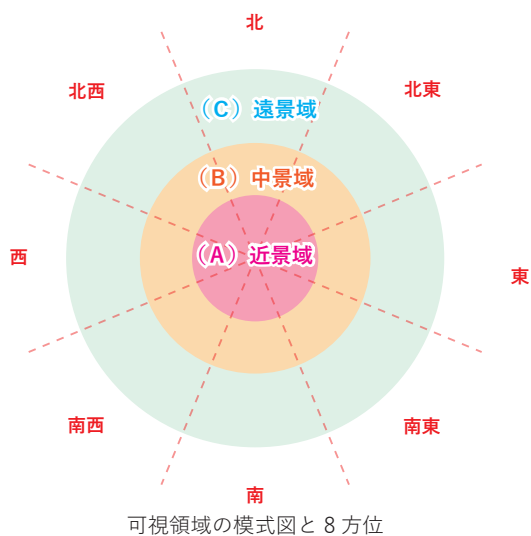 北
北西
北東
（C）遠景域
（B）中景域
（A）近景域
西
東
南西
南東
南
可視領域の模式図と 8 方位